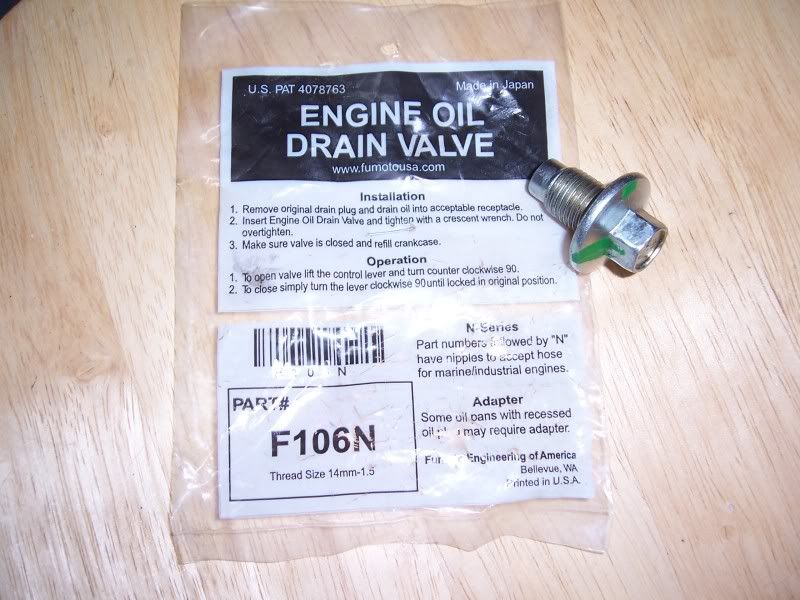 U.S. PAT 4078763 Made in Japan
ENGINE OIL
DRAIN VALVE
www.fumotousa.com
Installation
1. Remove original drain plug and drain oil into acceptable receptacle.
2. Insert Engine Oil Drain Valve and tighten with a crescent wrench. Do not
overtighten.
3. Make sure valve is closed and refill crankcase.
Operation
1. To open valve lift the control lever and turn counter clockwise 90.
2. To close simply turn the lever clockwise 90until locked in original position.
N-Series
Part numbers followed by "N"
have nipples to accept hose
for marine/industrial engines.
PART#
F106N
Thread Size 14mm-1.5
Adapter
Some oil pans with recessed
oil plug may require adapter.
Fumoto Engineering of America
Bellevue, WA
Printed in U.S.A.